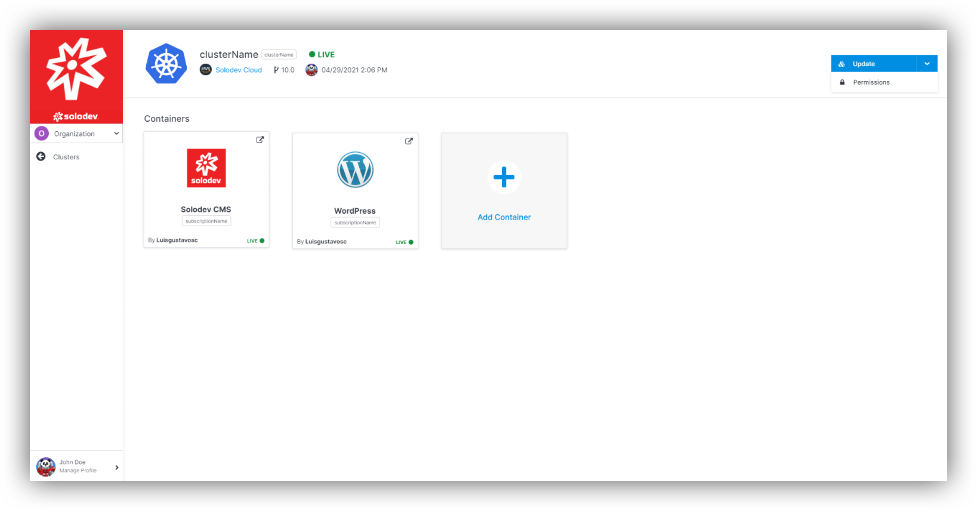 solodev
Organization
O
Clusters
clusterName clusterName LIVE
aws Solodev Cloud 10.0 04/29/2021 2:06 PM
Update
Permissions
Containers
solodev
Solodev CMS
subscriptionName
By Luisgustavosc LIVE
WordPress
subscriptionName
By Luisgustavosc LIVE
Add Container
John Doe
Manage Profile